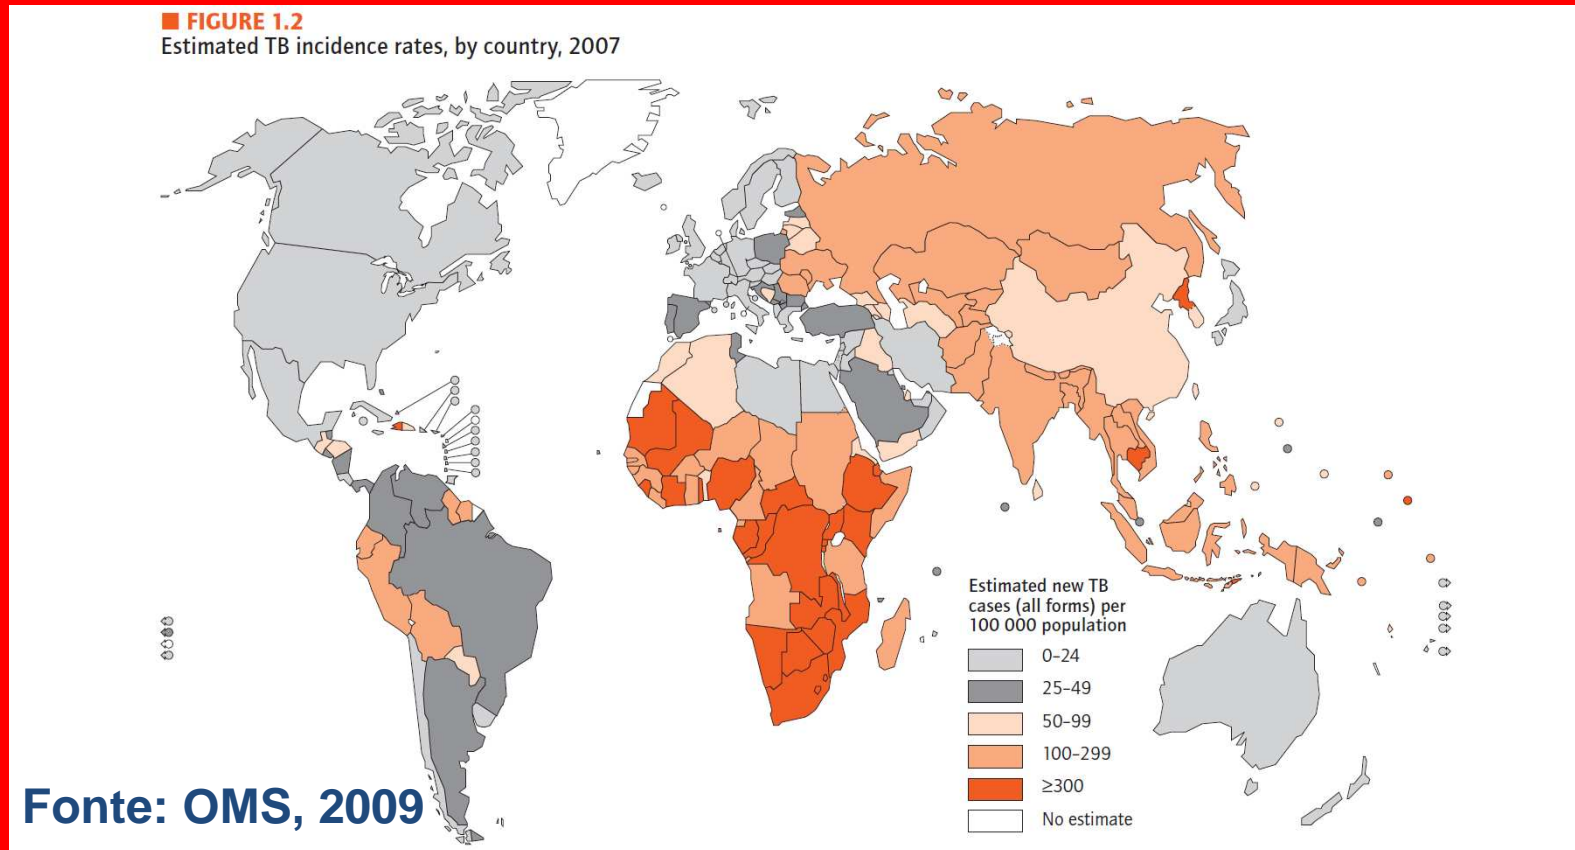 FIGURE 1.2
Estimated TB incidence rates, by country, 2007
Estimated new TB
cases (all forms) per
100 000 population
0–24
25–49
50–99
100–299
≥300
No estimate
Fonte: OMS, 2009